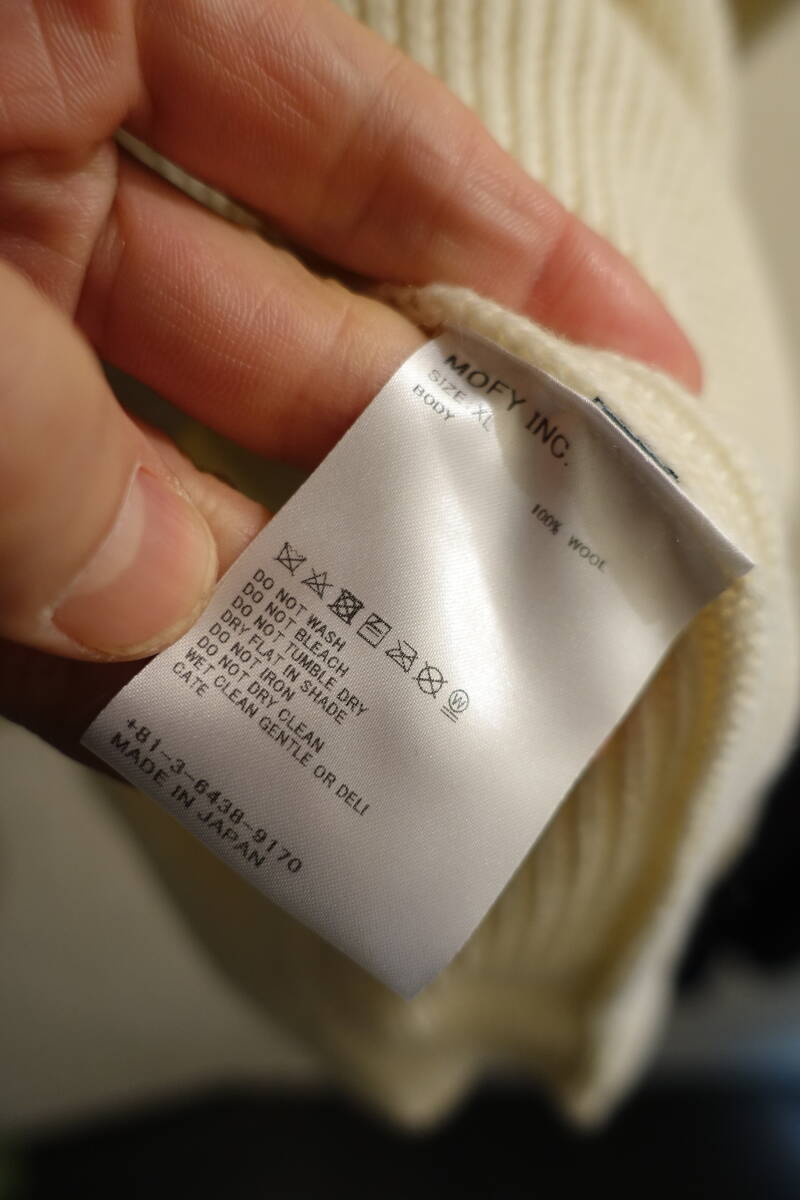 MOFY INC.
SIZE XL
BODY
100% WOOL
DO NOT WASH
DO NOT BLEACH
DO NOT TUMBLE DRY
DRY FLAT IN SHADE
DO NOT IRON
DO NOT DRY CLEAN
WET CLEAN GENTLE OR DELI
CATE
+81-3-6438-9170
MADE IN JAPAN